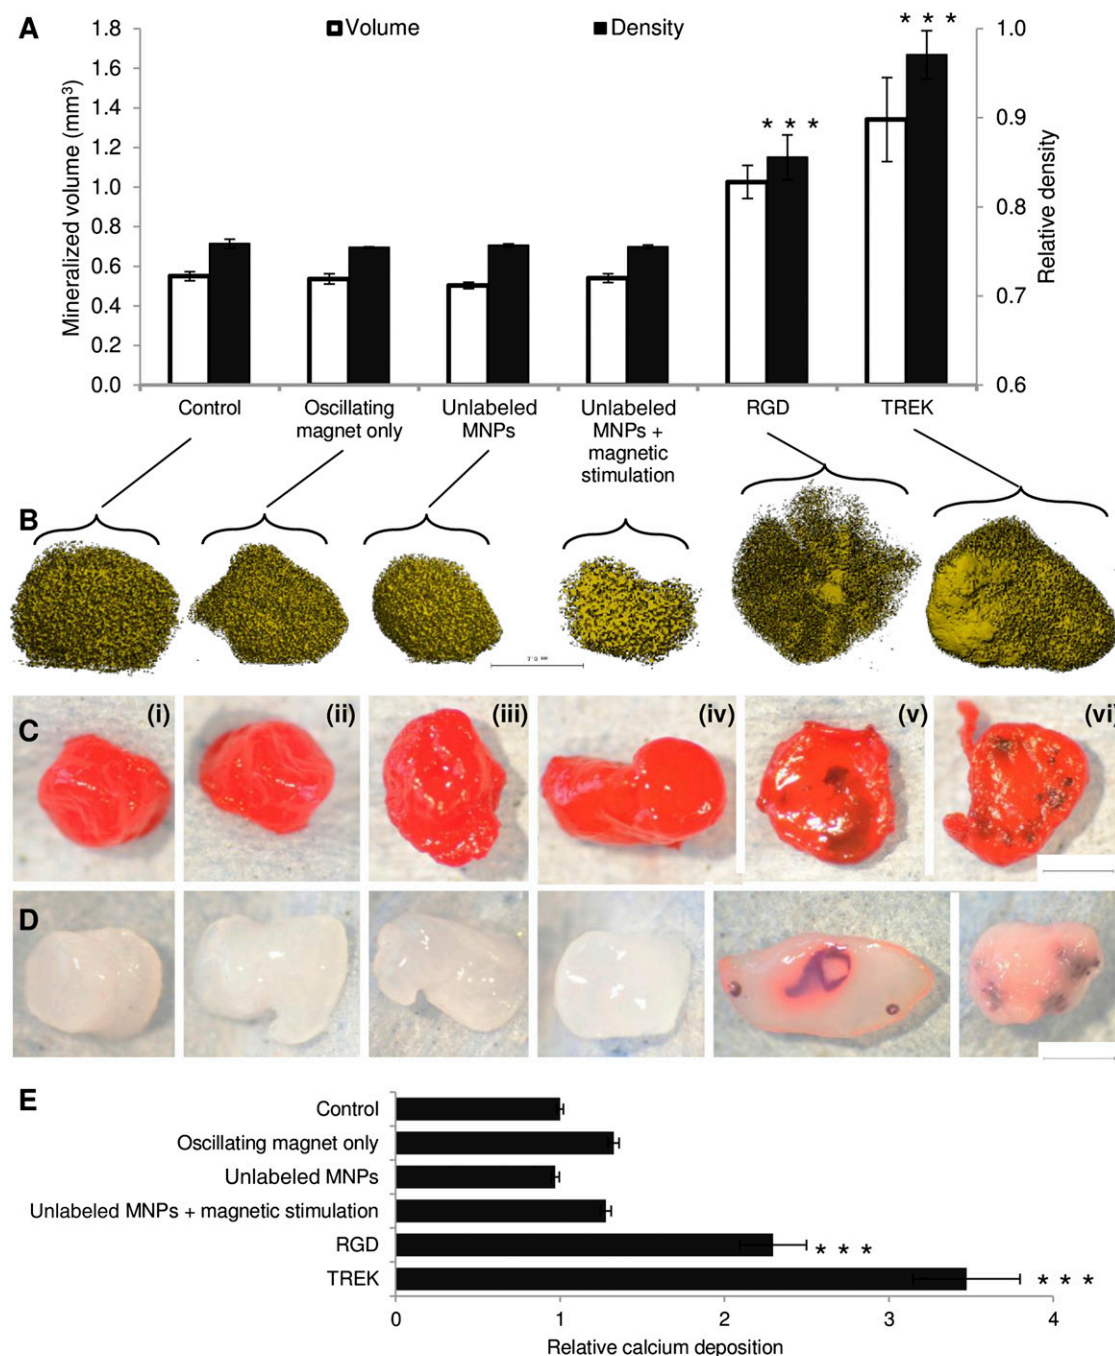 A
Volume
Density
* * *
* * *
Mineralized volume (mm³)
1.8
1.6
1.4
1.2
1.0
0.8
0.6
0.4
0.2
0.0
1.0
0.9
0.8
0.7
0.6
Relative density
Control
Oscillating
magnet only
Unlabeled
MNPs
Unlabeled
MNPs +
magnetic
stimulation
RGD
TREK
B
C
(i)
(ii)
(iii)
(iv)
(v)
(vi)
D
E
Control
Oscillating magnet only
Unlabeled MNPs
Unlabeled MNPs + magnetic stimulation
RGD
* * *
TREK
* * *
0
1
2
3
4
Relative calcium deposition